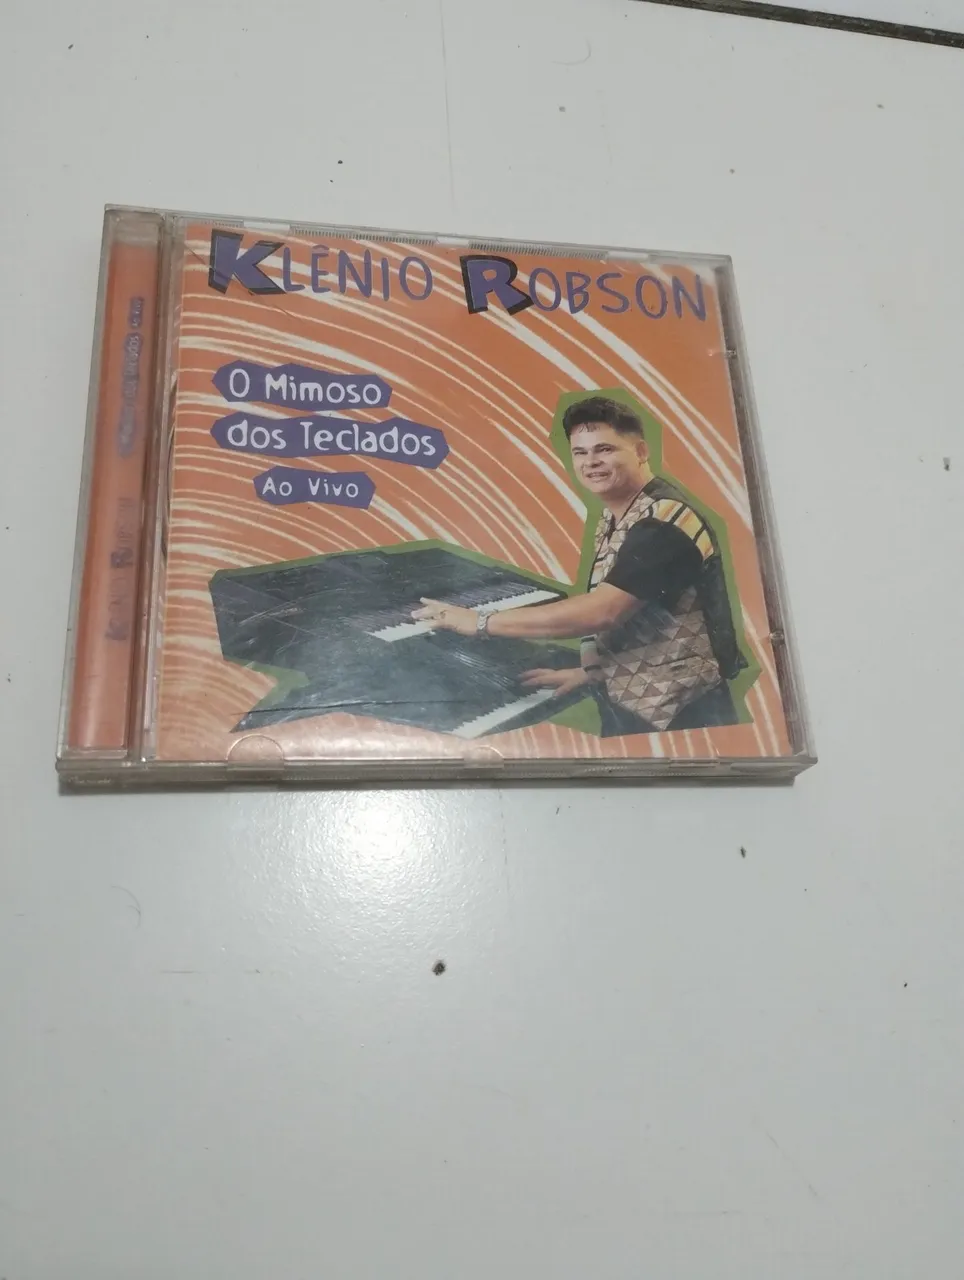 KLÊNIO ROBSON
O Mimoso
dos Teclados
Ao Vivo